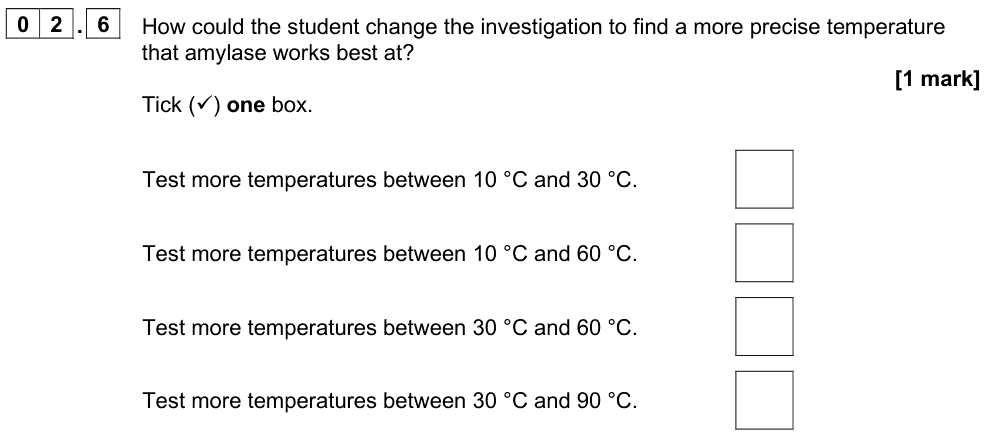 02.6 How could the student change the investigation to find a more precise temperature
that amylase works best at?
[1 mark]
Tick (✓) one box.
Test more temperatures between 10 °C and 30 °C.
Test more temperatures between 10 °C and 60 °C.
Test more temperatures between 30 °C and 60 °C.
Test more temperatures between 30 °C and 90 °C.